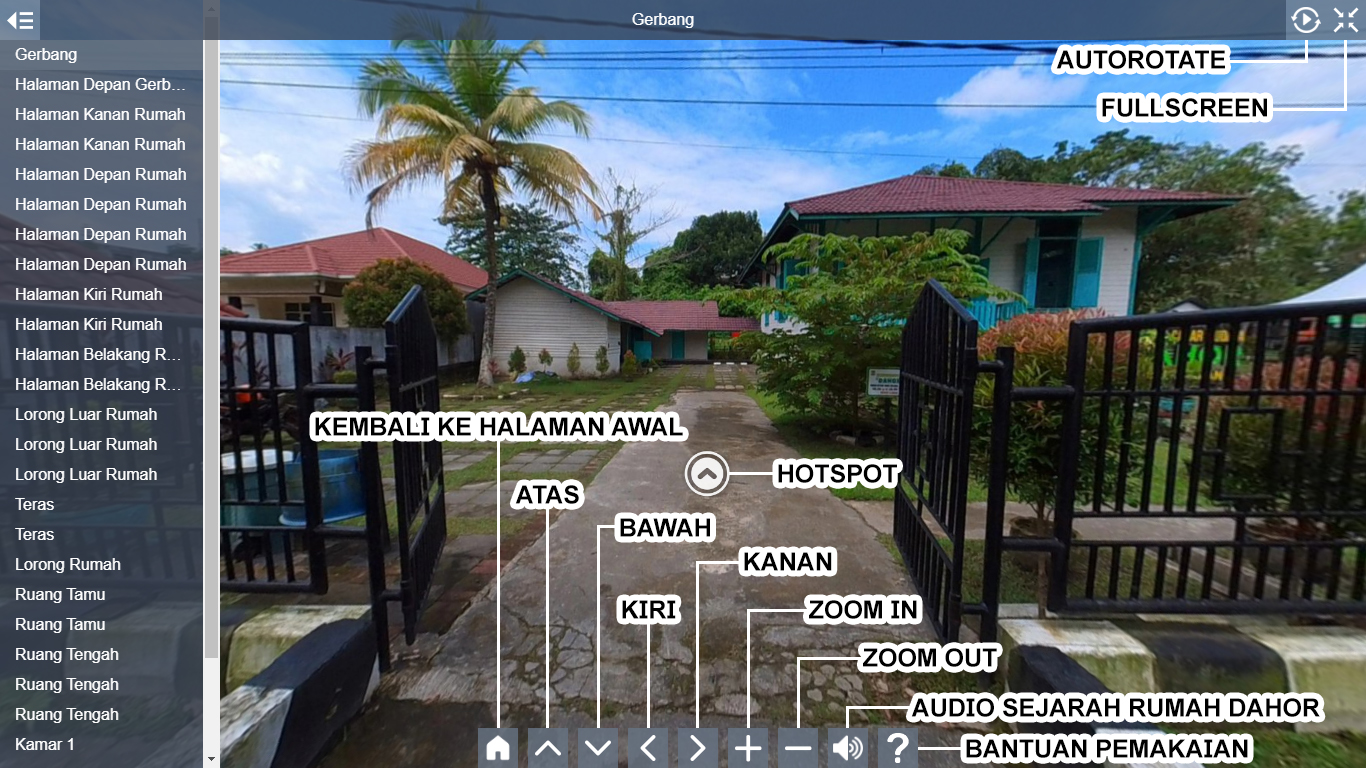 Gerbang
Gerbang
Halaman Depan Gerb...
Halaman Kanan Rumah
Halaman Kanan Rumah
Halaman Depan Rumah
Halaman Depan Rumah
Halaman Depan Rumah
Halaman Depan Rumah
Halaman Kiri Rumah
Halaman Kiri Rumah
Halaman Belakang R...
Halaman Belakang R...
Lorong Luar Rumah
Lorong Luar Rumah
Lorong Luar Rumah
Teras
Teras
Lorong Rumah
Ruang Tamu
Ruang Tamu
Ruang Tengah
Ruang Tengah
Ruang Tengah
Kamar 1
AUTOROTATE
FULLSCREEN
KEMBALI KE HALAMAN AWAL
HOTSPOT
ATAS
BAWAH
KANAN
KIRI
ZOOM IN
ZOOM OUT
AUDIO SEJARAH RUMAH DAHOR
?
BANTUAN PEMAKAIAN